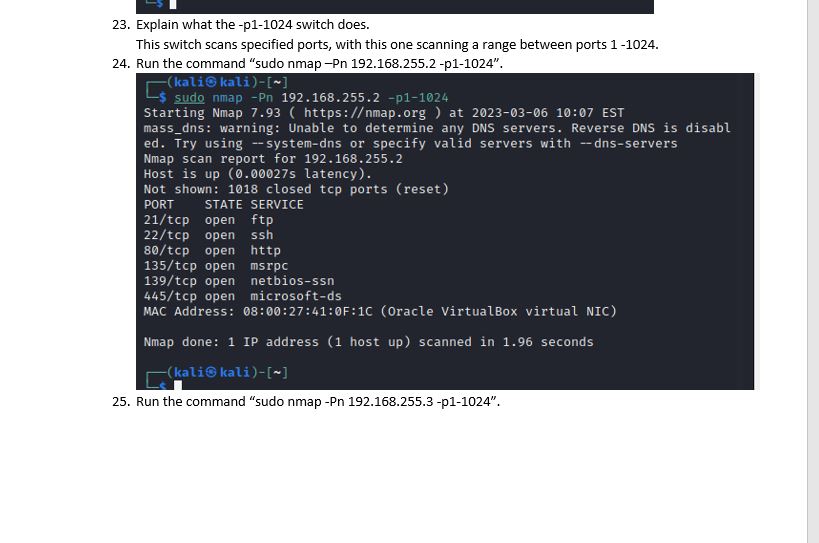 └─$
23. Explain what the -p1-1024 switch does.
This switch scans specified ports, with this one scanning a range between ports 1 -1024.
24. Run the command “sudo nmap –Pn 192.168.255.2 -p1-1024”.
┌──(kali㉿kali)-[~]
└─$ sudo nmap -Pn 192.168.255.2 -p1-1024
Starting Nmap 7.93 ( https://nmap.org ) at 2023-03-06 10:07 EST
mass_dns: warning: Unable to determine any DNS servers. Reverse DNS is disabl
ed. Try using --system-dns or specify valid servers with --dns-servers
Nmap scan report for 192.168.255.2
Host is up (0.00027s latency).
Not shown: 1018 closed tcp ports (reset)
PORT    STATE SERVICE
21/tcp  open  ftp
22/tcp  open  ssh
80/tcp  open  http
135/tcp open  msrpc
139/tcp open  netbios-ssn
445/tcp open  microsoft-ds
MAC Address: 08:00:27:41:0F:1C (Oracle VirtualBox virtual NIC)
Nmap done: 1 IP address (1 host up) scanned in 1.96 seconds
┌──(kali㉿kali)-[~]
└─$
25. Run the command “sudo nmap -Pn 192.168.255.3 -p1-1024”.